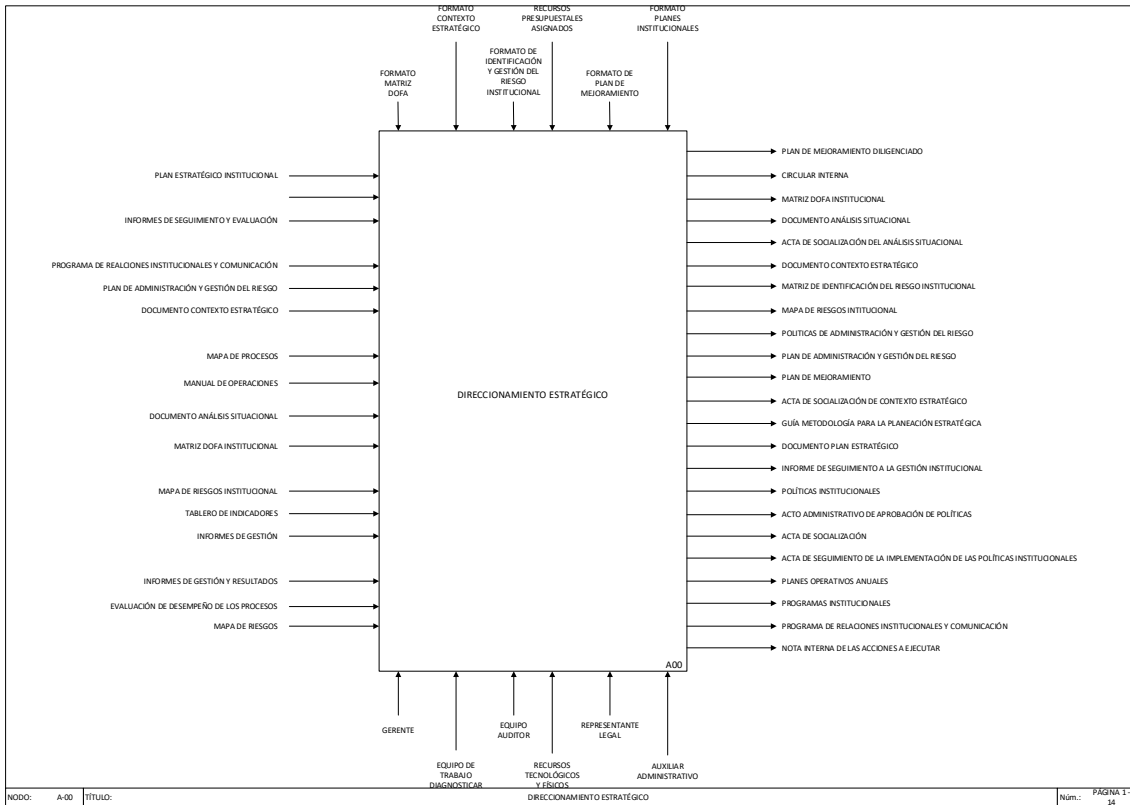 FORMATO
CONTEXTO
ESTRATÉGICO
RECURSOS
PRESUPUESTALES
ASIGNADOS
FORMATO
PLANES
INSTITUCIONALES
FORMATO
MATRIZ
DOFA
FORMATO DE
IDENTIFICACIÓN
Y GESTIÓN DEL
RIESGO
INSTITUCIONAL
FORMATO DE
PLAN DE
MEJORAMIENTO
PLAN ESTRATÉGICO INSTITUCIONAL
INFORMES DE SEGUIMIENTO Y EVALUACIÓN
PROGRAMA DE REALCIONES INSTITUCIONALES Y COMUNICACIÓN
PLAN DE ADMINISTRACIÓN Y GESTIÓN DEL RIESGO
DOCUMENTO CONTEXTO ESTRATÉGICO
MAPA DE PROCESOS
MANUAL DE OPERACIONES
DOCUMENTO ANÁLISIS SITUACIONAL
MATRIZ DOFA INSTITUCIONAL
MAPA DE RIESGOS INSTITUCIONAL
TABLERO DE INDICADORES
INFORMES DE GESTIÓN
INFORMES DE GESTIÓN Y RESULTADOS
EVALUACIÓN DE DESEMPEÑO DE LOS PROCESOS
MAPA DE RIESGOS
DIRECCIONAMIENTO ESTRATÉGICO
A00
PLAN DE MEJORAMIENTO DILIGENCIADO
CIRCULAR INTERNA
MATRIZ DOFA INSTITUCIONAL
DOCUMENTO ANÁLISIS SITUACIONAL
ACTA DE SOCIALIZACIÓN DEL ANÁLISIS SITUACIONAL
DOCUMENTO CONTEXTO ESTRATÉGICO
MATRIZ DE IDENTIFICACIÓN DEL RIESGO INSTITUCIONAL
MAPA DE RIESGOS INTITUCIONAL
POLITICAS DE ADMINISTRACIÓN Y GESTIÓN DEL RIESGO
PLAN DE ADMINISTRACIÓN Y GESTIÓN DEL RIESGO
PLAN DE MEJORAMIENTO
ACTA DE SOCIALIZACIÓN DE CONTEXTO ESTRATÉGICO
GUÍA METODOLOGÍA PARA LA PLANEACIÓN ESTRATÉGICA
DOCUMENTO PLAN ESTRATÉGICO
INFORME DE SEGUIMIENTO A LA GESTIÓN INSTITUCIONAL
POLÍTICAS INSTITUCIONALES
ACTO ADMINISTRATIVO DE APROBACIÓN DE POLÍTICAS
ACTA DE SOCIALIZACIÓN
ACTA DE SEGUIMIENTO DE LA IMPLEMENTACIÓN DE LAS POLÍTICAS INSTITUCIONALES
PLANES OPERATIVOS ANUALES
PROGRAMAS INSTITUCIONALES
PROGRAMA DE RELACIONES INSTITUCIONALES Y COMUNICACIÓN
NOTA INTERNA DE LAS ACCIONES A EJECUTAR
GERENTE
EQUIPO
AUDITOR
REPRESENTANTE
LEGAL
EQUIPO DE
TRABAJO
DIAGNOSTICAR
RECURSOS
TECNOLÓGICOS
Y FÍSICOS
AUXILIAR
ADMINISTRATIVO
NODO: A-00 TÍTULO: DIRECCIONAMIENTO ESTRATÉGICO Núm.: PÁGINA 1 -
14